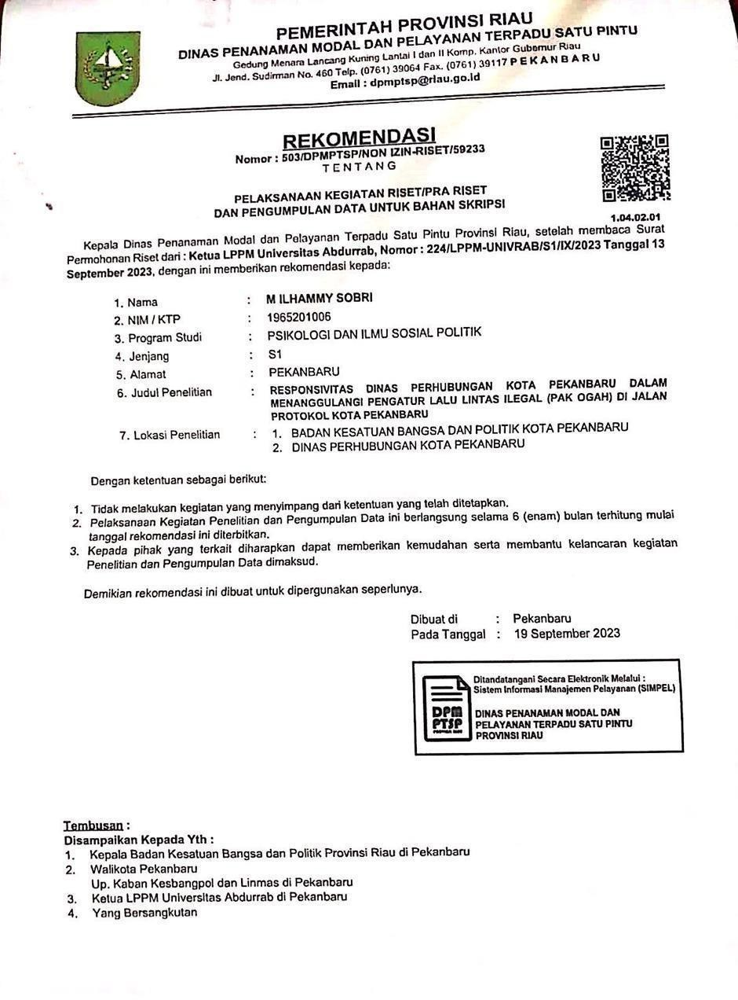 PEMERINTAH PROVINSI RIAU
DINAS PENANAMAN MODAL DAN PELAYANAN TERPADU SATU PINTU
Gedung Menara Lancang Kuning Lantai I dan II Komp. Kantor Gubernur Riau
Jl. Jend. Sudirman No. 460 Telp. (0761) 39064 Fax. (0761) 39117 P E K A N B A R U
Email : dpmptsp@riau.go.id
REKOMENDASI
Nomor : 503/DPMPTSP/NON IZIN-RISET/59233
T E N T A N G
PELAKSANAAN KEGIATAN RISET/PRA RISET
DAN PENGUMPULAN DATA UNTUK BAHAN SKRIPSI
1.04.02.01
Kepala Dinas Penanaman Modal dan Pelayanan Terpadu Satu Pintu Provinsi Riau, setelah membaca Surat
Permohonan Riset dari : Ketua LPPM Universitas Abdurrab, Nomor : 224/LPPM-UNIVRAB/S1/IX/2023 Tanggal 13
September 2023, dengan ini memberikan rekomendasi kepada:
1. Nama : M ILHAMMY SOBRI
2. NIM / KTP : 1965201006
3. Program Studi : PSIKOLOGI DAN ILMU SOSIAL POLITIK
4. Jenjang : S1
5. Alamat : PEKANBARU
6. Judul Penelitian : RESPONSIVITAS DINAS PERHUBUNGAN KOTA PEKANBARU DALAM
MENANGGULANGI PENGATUR LALU LINTAS ILEGAL (PAK OGAH) DI JALAN
PROTOKOL KOTA PEKANBARU
7. Lokasi Penelitian : 1. BADAN KESATUAN BANGSA DAN POLITIK KOTA PEKANBARU
2. DINAS PERHUBUNGAN KOTA PEKANBARU
Dengan ketentuan sebagai berikut:
1. Tidak melakukan kegiatan yang menyimpang dari ketentuan yang telah ditetapkan.
2. Pelaksanaan Kegiatan Penelitian dan Pengumpulan Data ini berlangsung selama 6 (enam) bulan terhitung mulai
tanggal rekomendasi ini diterbitkan.
3. Kepada pihak yang terkait diharapkan dapat memberikan kemudahan serta membantu kelancaran kegiatan
Penelitian dan Pengumpulan Data dimaksud.
Demikian rekomendasi ini dibuat untuk dipergunakan seperlunya.
Dibuat di : Pekanbaru
Pada Tanggal : 19 September 2023
Ditandatangani Secara Elektronik Melalui :
Sistem Informasi Manajemen Pelayanan (SIMPEL)
DPM
PTSP
DINAS PENANAMAN MODAL DAN
PELAYANAN TERPADU SATU PINTU
PROVINSI RIAU
Tembusan :
Disampaikan Kepada Yth :
1. Kepala Badan Kesatuan Bangsa dan Politik Provinsi Riau di Pekanbaru
2. Walikota Pekanbaru
Up. Kaban Kesbangpol dan Linmas di Pekanbaru
3. Ketua LPPM Universitas Abdurrab di Pekanbaru
4. Yang Bersangkutan